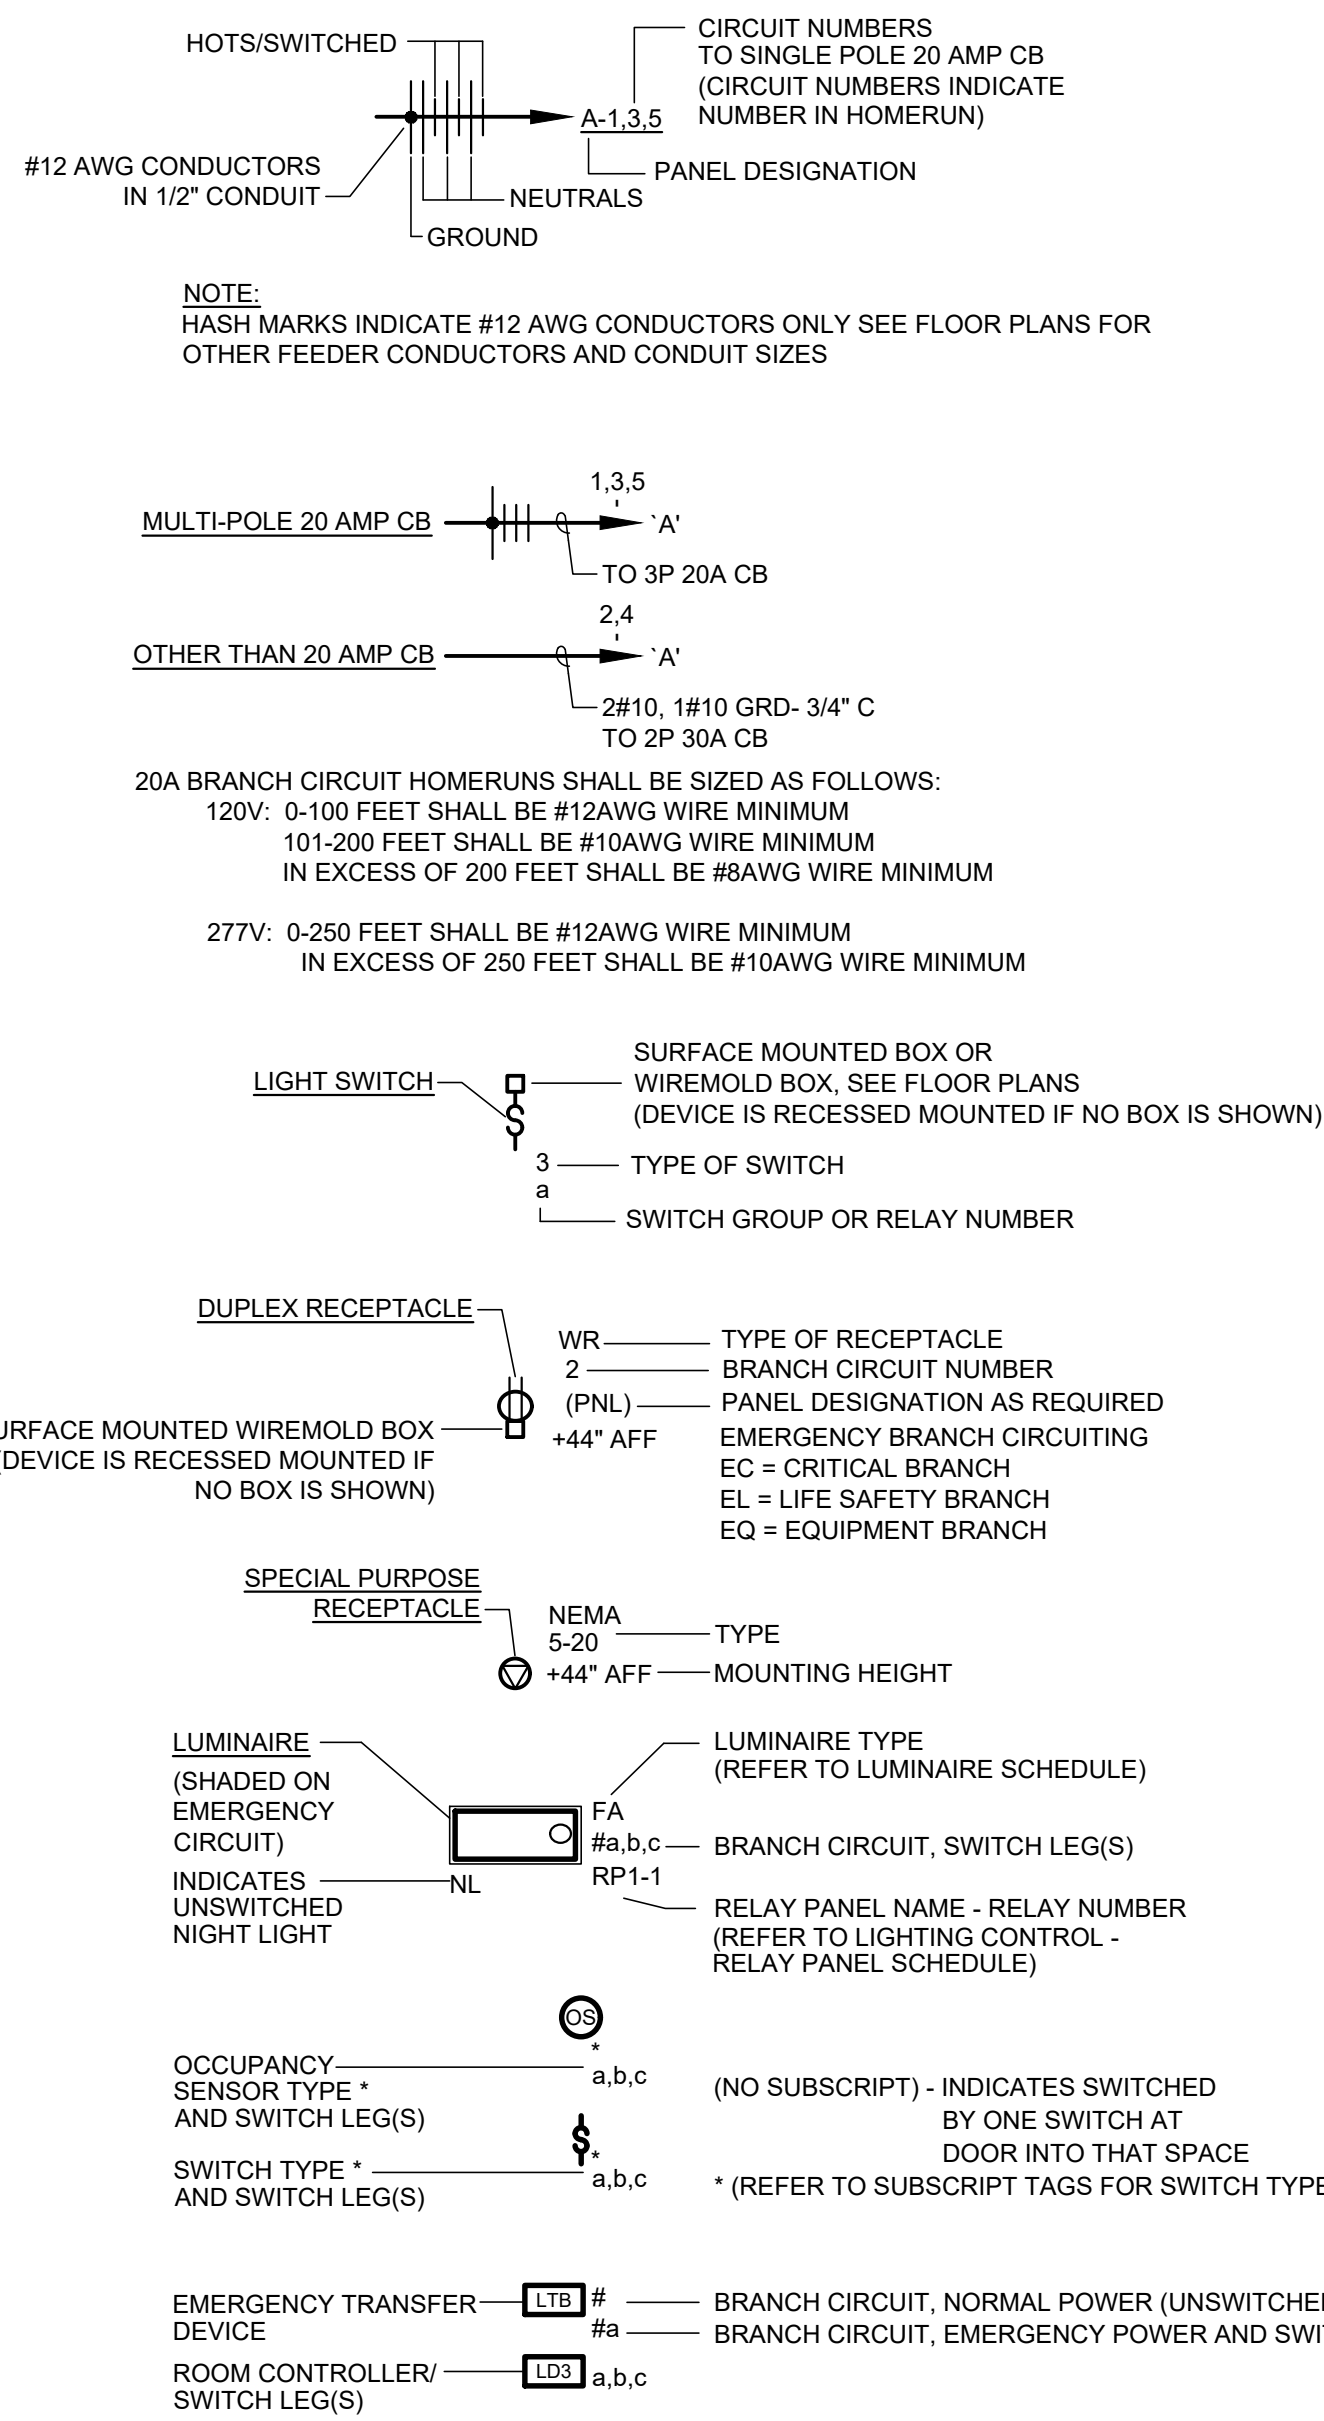 HOTS/SWITCHED
CIRCUIT NUMBERS
TO SINGLE POLE 20 AMP CB
(CIRCUIT NUMBERS INDICATE
NUMBER IN HOMERUN)
A-1,3,5
#12 AWG CONDUCTORS
IN 1/2" CONDUIT
PANEL DESIGNATION
NEUTRALS
GROUND
NOTE:
HASH MARKS INDICATE #12 AWG CONDUCTORS ONLY SEE FLOOR PLANS FOR
OTHER FEEDER CONDUCTORS AND CONDUIT SIZES
1,3,5
MULTI-POLE 20 AMP CB
`A'
TO 3P 20A CB
2,4
OTHER THAN 20 AMP CB
`A'
2#10, 1#10 GRD- 3/4" C
TO 2P 30A CB
20A BRANCH CIRCUIT HOMERUNS SHALL BE SIZED AS FOLLOWS:
120V: 0-100 FEET SHALL BE #12AWG WIRE MINIMUM
101-200 FEET SHALL BE #10AWG WIRE MINIMUM
IN EXCESS OF 200 FEET SHALL BE #8AWG WIRE MINIMUM
277V: 0-250 FEET SHALL BE #12AWG WIRE MINIMUM
IN EXCESS OF 250 FEET SHALL BE #10AWG WIRE MINIMUM
LIGHT SWITCH
$
SURFACE MOUNTED BOX OR
WIREMOLD BOX, SEE FLOOR PLANS
(DEVICE IS RECESSED MOUNTED IF NO BOX IS SHOWN)
3
TYPE OF SWITCH
a
SWITCH GROUP OR RELAY NUMBER
DUPLEX RECEPTACLE
WR
TYPE OF RECEPTACLE
2
BRANCH CIRCUIT NUMBER
(PNL)
PANEL DESIGNATION AS REQUIRED
URFACE MOUNTED WIREMOLD BOX
(DEVICE IS RECESSED MOUNTED IF
NO BOX IS SHOWN)
+44" AFF
EMERGENCY BRANCH CIRCUITING
EC = CRITICAL BRANCH
EL = LIFE SAFETY BRANCH
EQ = EQUIPMENT BRANCH
SPECIAL PURPOSE
RECEPTACLE
NEMA
5-20
TYPE
+44" AFF
MOUNTING HEIGHT
LUMINAIRE
(SHADED ON
EMERGENCY
CIRCUIT)
LUMINAIRE TYPE
(REFER TO LUMINAIRE SCHEDULE)
FA
#a,b,c
BRANCH CIRCUIT, SWITCH LEG(S)
RP1-1
INDICATES
UNSWITCHED
NIGHT LIGHT
NL
RELAY PANEL NAME - RELAY NUMBER
(REFER TO LIGHTING CONTROL -
RELAY PANEL SCHEDULE)
OS
*
a,b,c
OCCUPANCY
SENSOR TYPE *
AND SWITCH LEG(S)
(NO SUBSCRIPT) - INDICATES SWITCHED
BY ONE SWITCH AT
DOOR INTO THAT SPACE
$
*
a,b,c
SWITCH TYPE *
AND SWITCH LEG(S)
* (REFER TO SUBSCRIPT TAGS FOR SWITCH TYPE
EMERGENCY TRANSFER
DEVICE
LTB
#
BRANCH CIRCUIT, NORMAL POWER (UNSWITCHE
#a
BRANCH CIRCUIT, EMERGENCY POWER AND SWI
ROOM CONTROLLER/
SWITCH LEG(S)
LD3
a,b,c